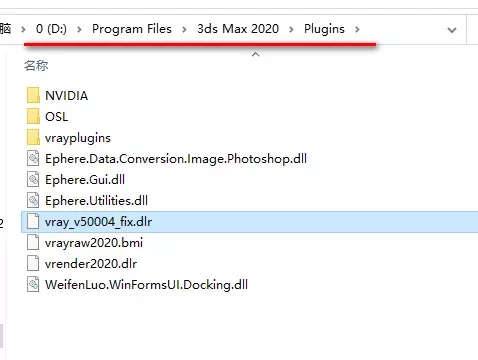 脑 › 0 (D:) › Program Files › 3ds Max 2020 › Plugins ›
名称
NVIDIA
OSL
vrayplugins
Ephere.Data.Conversion.Image.Photoshop.dll
Ephere.Gui.dll
Ephere.Utilities.dll
vray_v50004_fix.dlr
vrayraw2020.bmi
vrender2020.dlr
WeifenLuo.WinFormsUI.Docking.dll